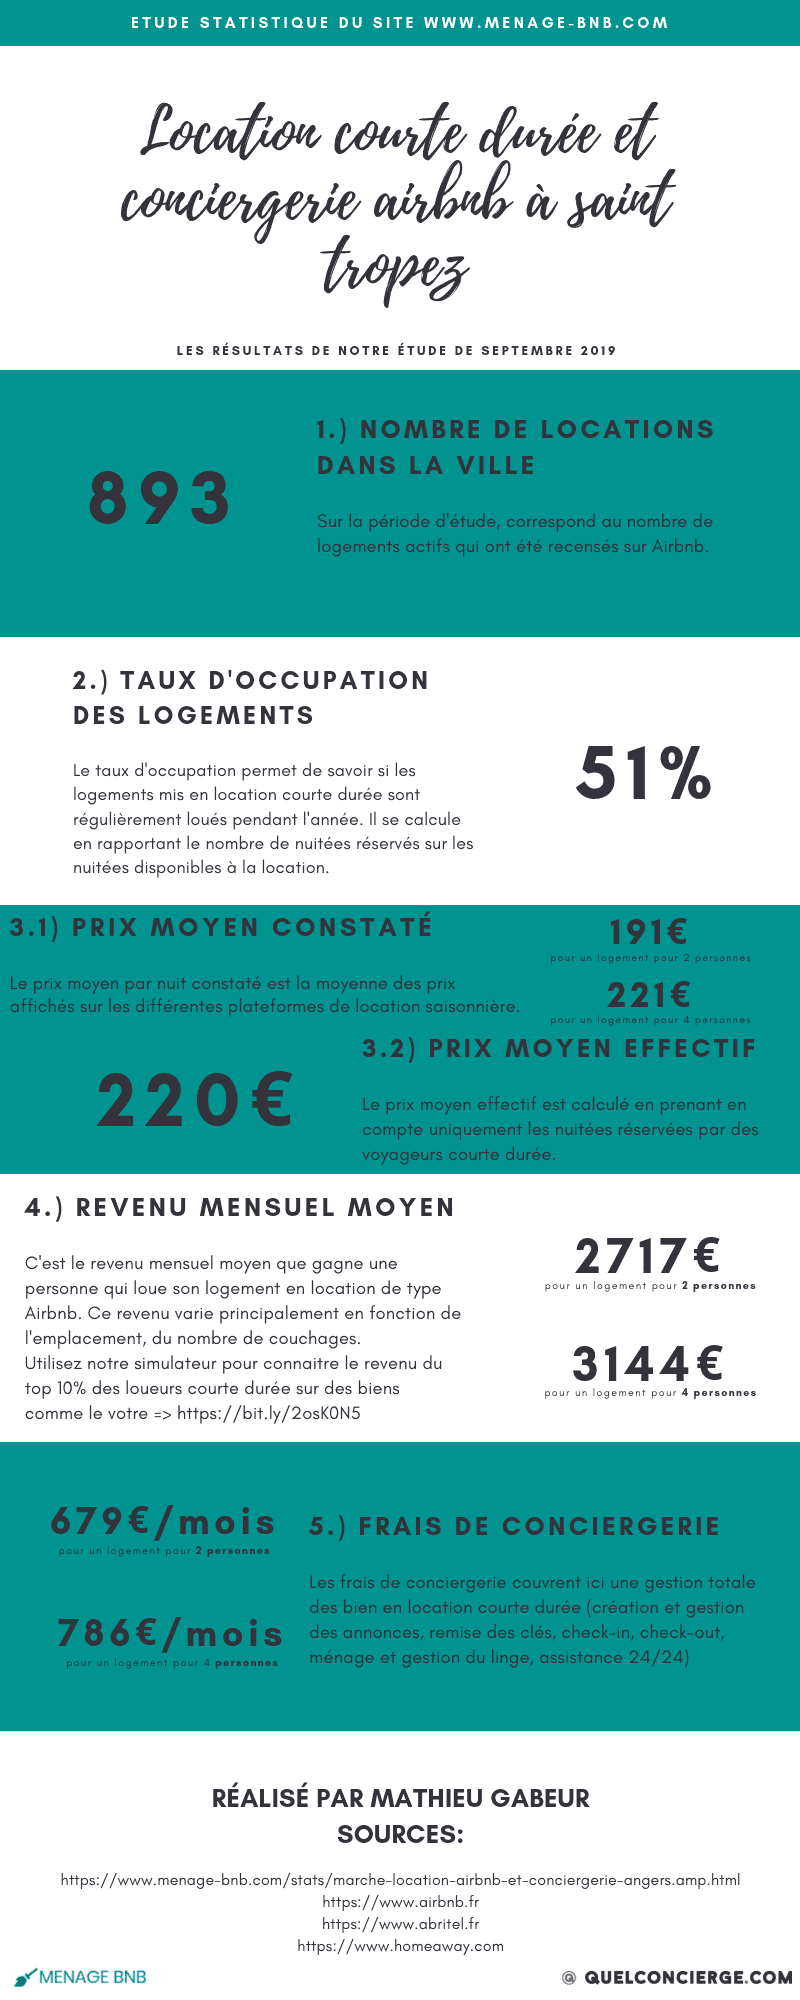 ETUDE STATISTIQUE DU SITE WWW.MENAGE-BNB.COM
Location courte durée et
conciergerie airbnb à saint
tropez
LES RÉSULTATS DE NOTRE ÉTUDE DE SEPTEMBRE 2019
893
1.) NOMBRE DE LOCATIONS
DANS LA VILLE
Sur la période d'étude, correspond au nombre de
logements actifs qui ont été recensés sur Airbnb.
2.) TAUX D'OCCUPATION
DES LOGEMENTS
Le taux d'occupation permet de savoir si les
logements mis en location courte durée sont
régulièrement loués pendant l'année. Il se calcule
en rapportant le nombre de nuitées réservés sur les
nuitées disponibles à la location.
51%
3.1) PRIX MOYEN CONSTATÉ
Le prix moyen par nuit constaté est la moyenne des prix
affichés sur les différentes plateformes de location saisonnière.
191€
pour un logement pour 2 personnes
221€
pour un logement pour 4 personnes
220€
3.2) PRIX MOYEN EFFECTIF
Le prix moyen effectif est calculé en prenant en
compte uniquement les nuitées réservées par des
voyageurs courte durée.
4.) REVENU MENSUEL MOYEN
C'est le revenu mensuel moyen que gagne une
personne qui loue son logement en location de type
Airbnb. Ce revenu varie principalement en fonction de
l'emplacement, du nombre de couchages.
Utilisez notre simulateur pour connaitre le revenu du
top 10% des loueurs courte durée sur des biens
comme le votre => https://bit.ly/2osK0N5
2717€
pour un logement pour 2 personnes
3144€
pour un logement pour 4 personnes
679€/mois
pour un logement pour 2 personnes
786€/mois
pour un logement pour 4 personnes
5.) FRAIS DE CONCIERGERIE
Les frais de conciergerie couvrent ici une gestion totale
des bien en location courte durée (création et gestion
des annonces, remise des clés, check-in, check-out,
ménage et gestion du linge, assistance 24/24)
RÉALISÉ PAR MATHIEU GABEUR
SOURCES:
https://www.menage-bnb.com/stats/marche-location-airbnb-et-conciergerie-angers.amp.html
https://www.airbnb.fr
https://www.abritel.fr
https://www.homeaway.com
MENAGE BNB
@ QUELCONCIERGE.COM